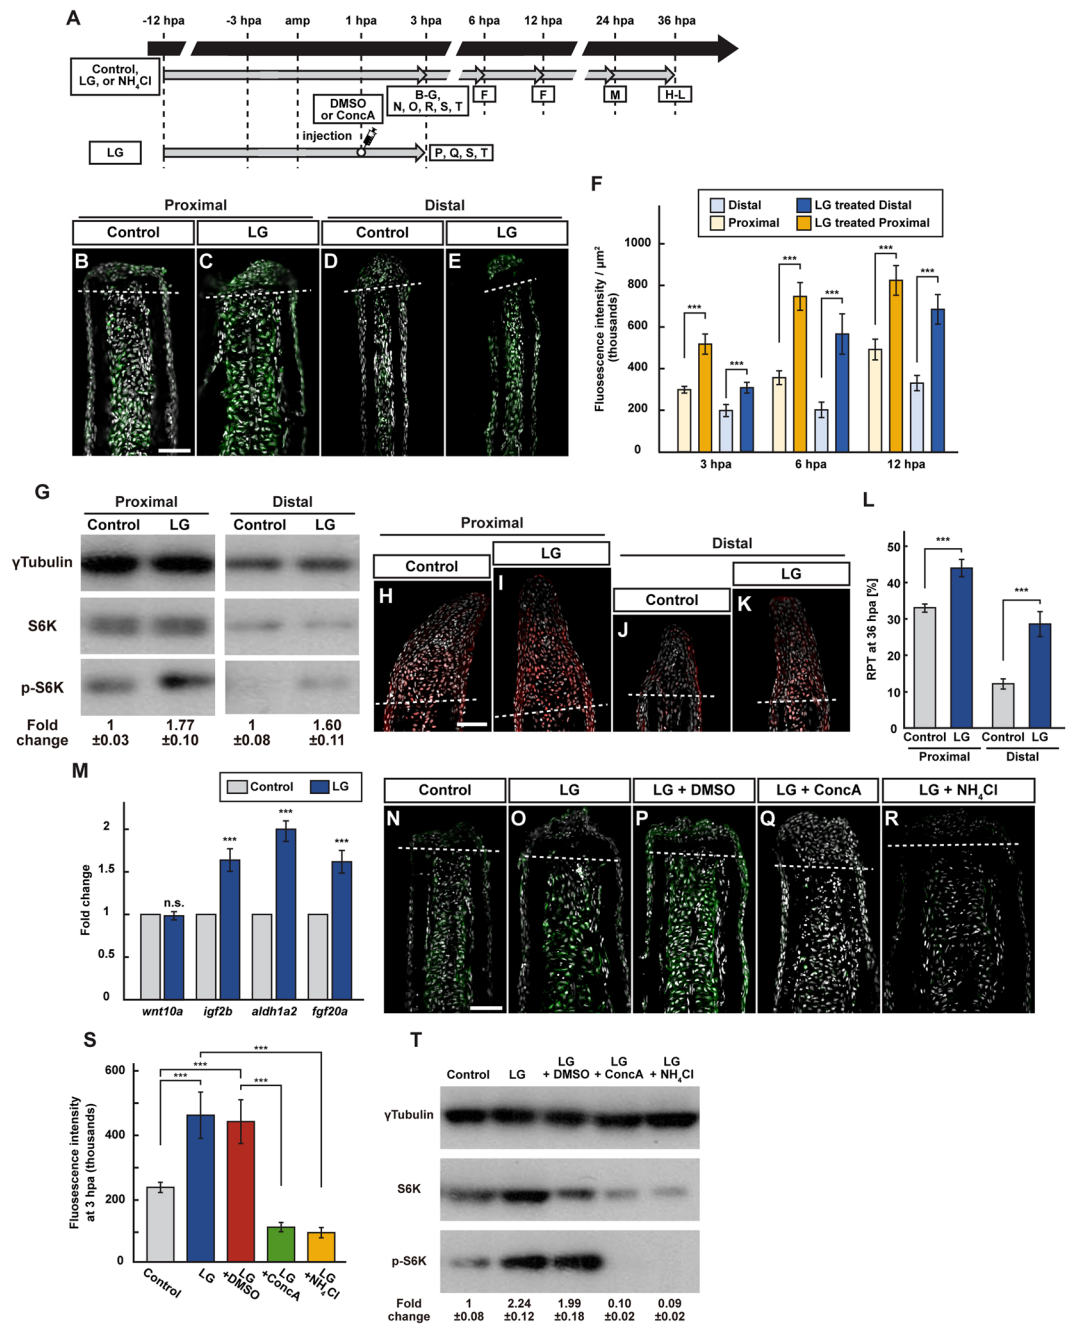 A
-12 hpa -3 hpa amp 1 hpa 3 hpa 6 hpa 12 hpa 24 hpa 36 hpa
Control,
LG, or NH4Cl
B-G,
N, O, R, S, T
F
F
M
H-L
DMSO
or ConcA
injection
LG
P, Q, S, T
Proximal Distal
Control LG Control LG
B C D E
F
Distal LG treated Distal
Proximal LG treated Proximal
Fluosescence intensity / µm2
(thousands)
1000
800
600
400
200
0
*** *** *** *** *** ***
3 hpa 6 hpa 12 hpa
G
Proximal Distal
Control LG Control LG
γTubulin
S6K
p-S6K
Fold
change
1 1.77 1 1.60
±0.03 ±0.10 ±0.08 ±0.11
Proximal
Control LG
Distal
Control LG
H I J K
L
RPT at 36 hpa [%]
50
40
30
20
10
0
*** ***
Control LG Control LG
Proximal Distal
M
Control LG
Fold change
2
1.5
1
0.5
0
n.s. *** *** ***
wnt10a igf2b aldh1a2 fgf20a
Control LG LG + DMSO LG + ConcA LG + NH4Cl
N O P Q R
S
Fluosescence intensity
at 3 hpa (thousands)
600
400
200
0
***
***
*** ***
Control
LG
LG
+DMSO
LG
+ConcA
LG
+NH4Cl
T
Control LG LG + DMSO LG + ConcA LG + NH4Cl
γTubulin
S6K
p-S6K
Fold
change
1 2.24 1.99 0.10 0.09
±0.08 ±0.12 ±0.18 ±0.02 ±0.02